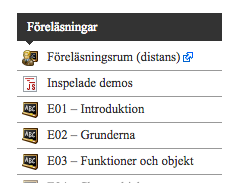 Föreläsningar
Föreläsningsrum (distans)
Inspelade demos
E01 – Introduktion
E02 – Grunderna
E03 – Funktioner och objekt